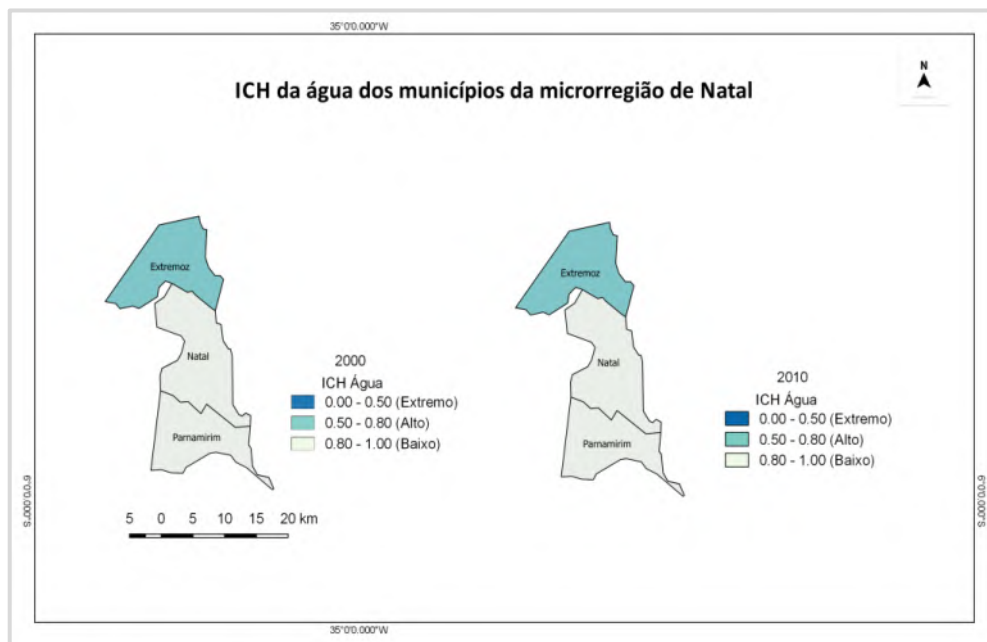 35°0'0.000"W
N
ICH da água dos municípios da microrregião de Natal
Extremoz
Natal
Parnamirim
2000
ICH Água
0.00 - 0.50 (Extremo)
0.50 - 0.80 (Alto)
0.80 - 1.00 (Baixo)
Extremoz
Natal
Parnamirim
2010
ICH Água
0.00 - 0.50 (Extremo)
0.50 - 0.80 (Alto)
0.80 - 1.00 (Baixo)
6°0'0.000"S
6°0'0.000"S
5 0 5 10 15 20 km
35°0'0.000"W